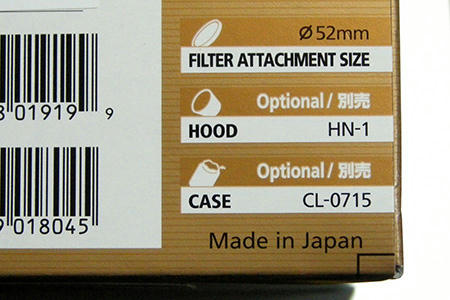 Ø52mm
FILTER ATTACHMENT SIZE
Optional / 別売
HOOD HN-1
Optional / 別売
CASE CL-0715
Made in Japan
8 01919 9
9 018045